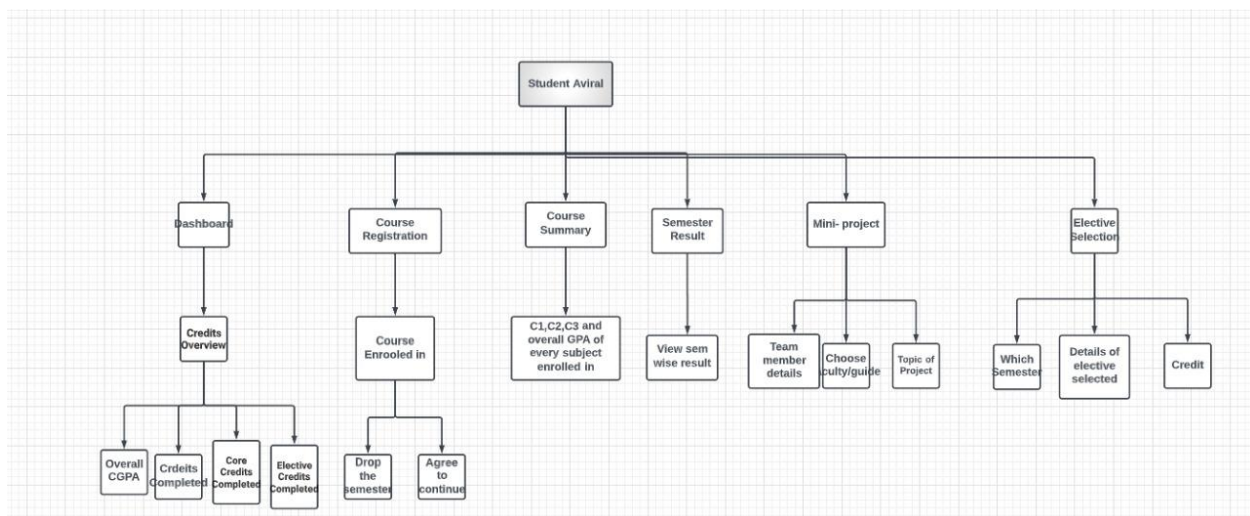 Student Aviral
Dashboard
Course
Registration
Course
Summary
Semester
Result
Mini- project
Elective
Selection
Credits
Overview
Course
Enrooled in
C1,C2,C3 and
overall GPA of
every subject
enrolled in
View sem
wise result
Team
member
details
Choose
aculty/guide
Topic of
Project
Which
Semester
Details of
elective
selected
Credit
Overall
CGPA
Crdeits
Completed
Core
Credits
Completed
Elective
Credits
Completed
Drop
the
semester
Agree
to
continue